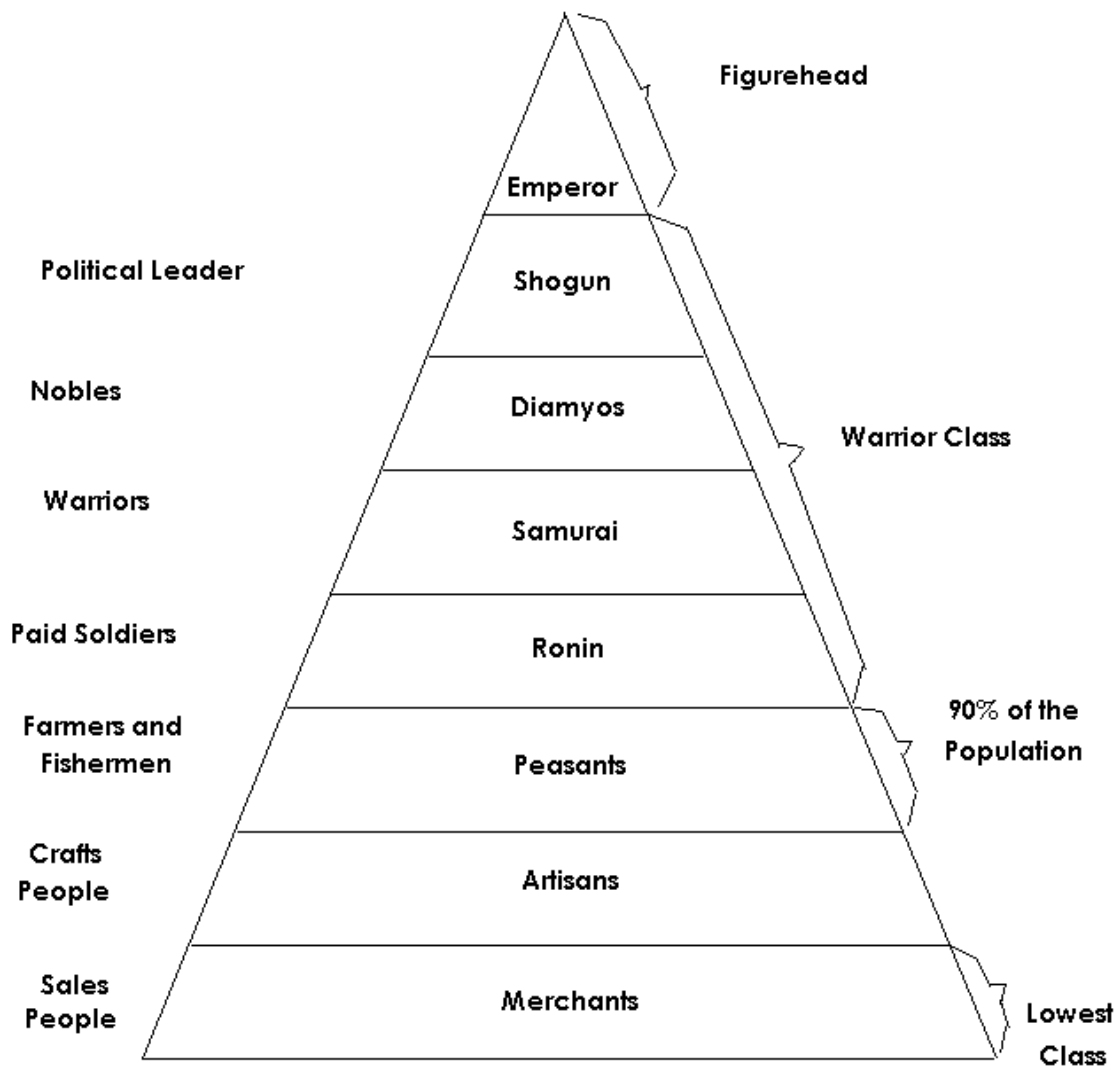 Figurehead
Emperor
Political Leader
Shogun
Nobles
Diamyos
Warrior Class
Warriors
Samurai
Paid Soldiers
Ronin
Farmers and
Fishermen
Peasants
90% of the
Population
Crafts
People
Artisans
Sales
People
Merchants
Lowest
Class